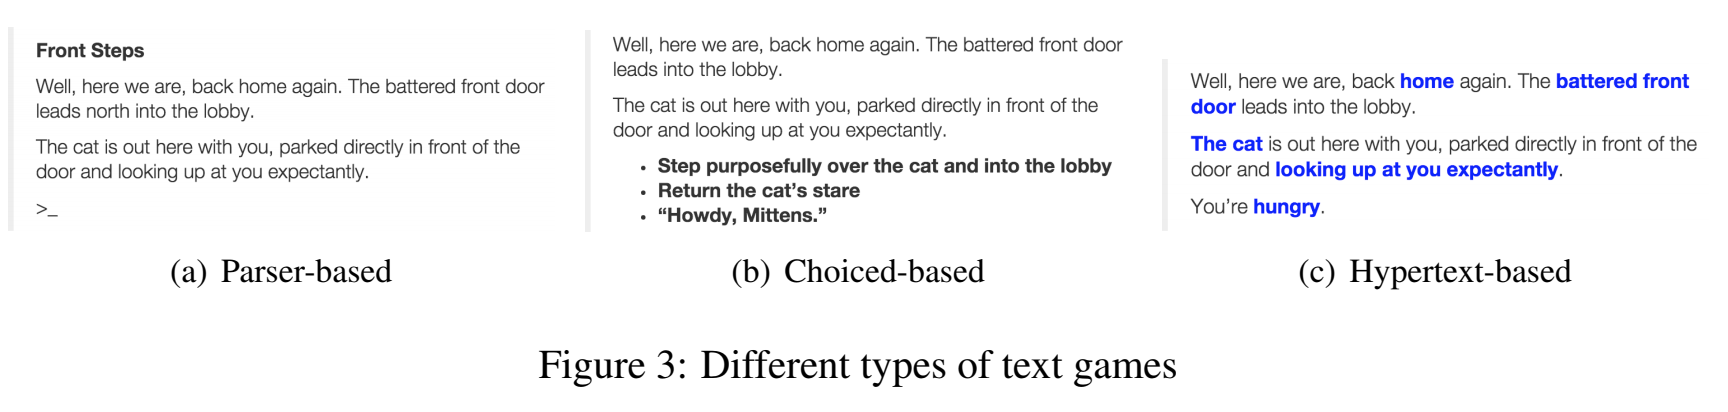 Front Steps
Well, here we are, back home again. The battered front door
leads north into the lobby.
The cat is out here with you, parked directly in front of the
door and looking up at you expectantly.
>_
(a) Parser-based
Well, here we are, back home again. The battered front door
leads into the lobby.
The cat is out here with you, parked directly in front of the
door and looking up at you expectantly.
• Step purposefully over the cat and into the lobby
• Return the cat’s stare
• “Howdy, Mittens.”
(b) Choiced-based
Well, here we are, back home again. The battered front
door leads into the lobby.
The cat is out here with you, parked directly in front of the
door and looking up at you expectantly.
You’re hungry.
(c) Hypertext-based
Figure 3: Different types of text games